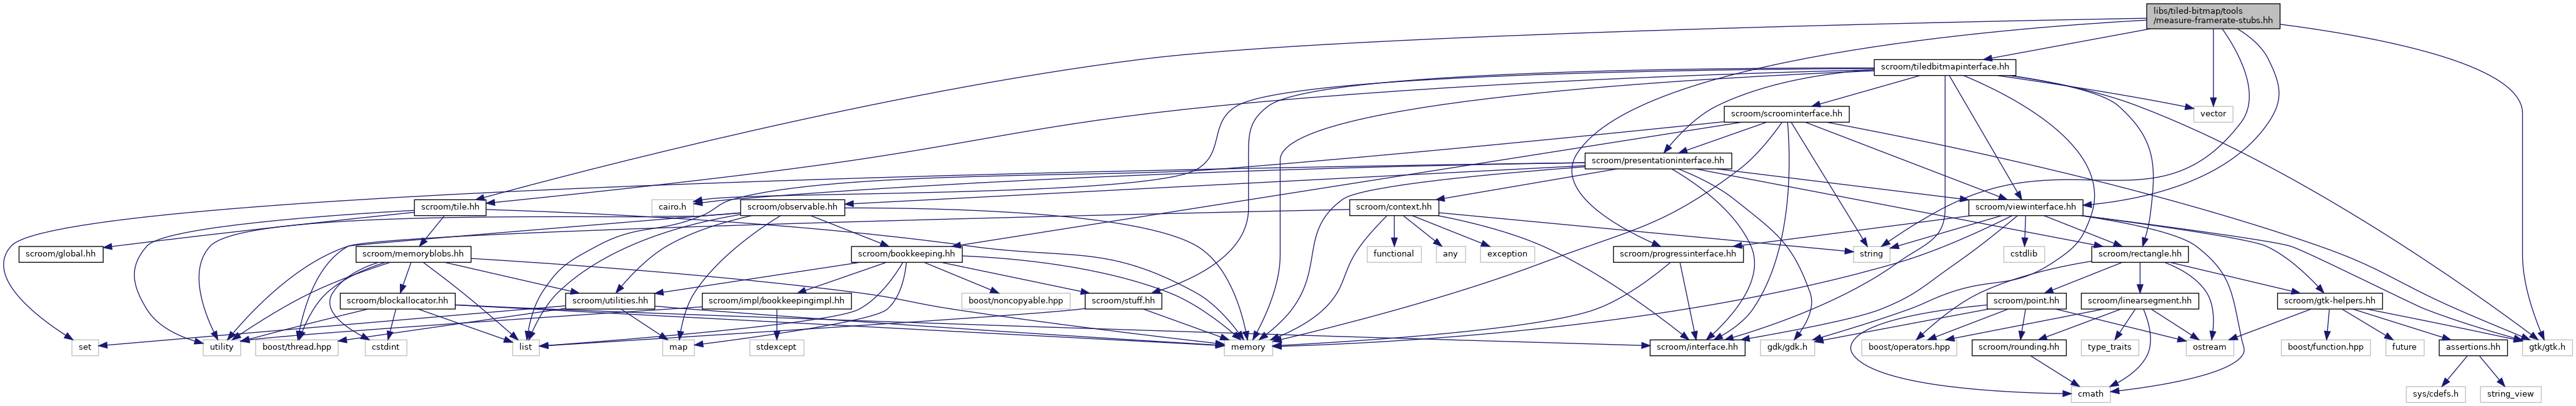 libs/tiled-bitmap/tools
/measure-framerate-stubs.hh
scroom/tiledbitmapinterface.hh
scroom/scroominterface.hh
vector
scroom/presentationinterface.hh
scroom/tile.hh
cairo.h
scroom/observable.hh
scroom/context.hh
scroom/viewinterface.hh
scroom/global.hh
scroom/memoryblobs.hh
scroom/bookkeeping.hh
functional
any
exception
scroom/progressinterface.hh
string
cstdlib
scroom/rectangle.hh
scroom/blockallocator.hh
scroom/utilities.hh
scroom/impl/bookkeepingimpl.hh
boost/noncopyable.hpp
scroom/stuff.hh
scroom/point.hh
scroom/linearsegment.hh
scroom/gtk-helpers.hh
set
utility
boost/thread.hpp
cstdint
list
map
stdexcept
memory
scroom/interface.hh
gdk/gdk.h
boost/operators.hpp
scroom/rounding.hh
type_traits
ostream
boost/function.hpp
future
assertions.hh
gtk/gtk.h
cmath
sys/cdefs.h
string_view